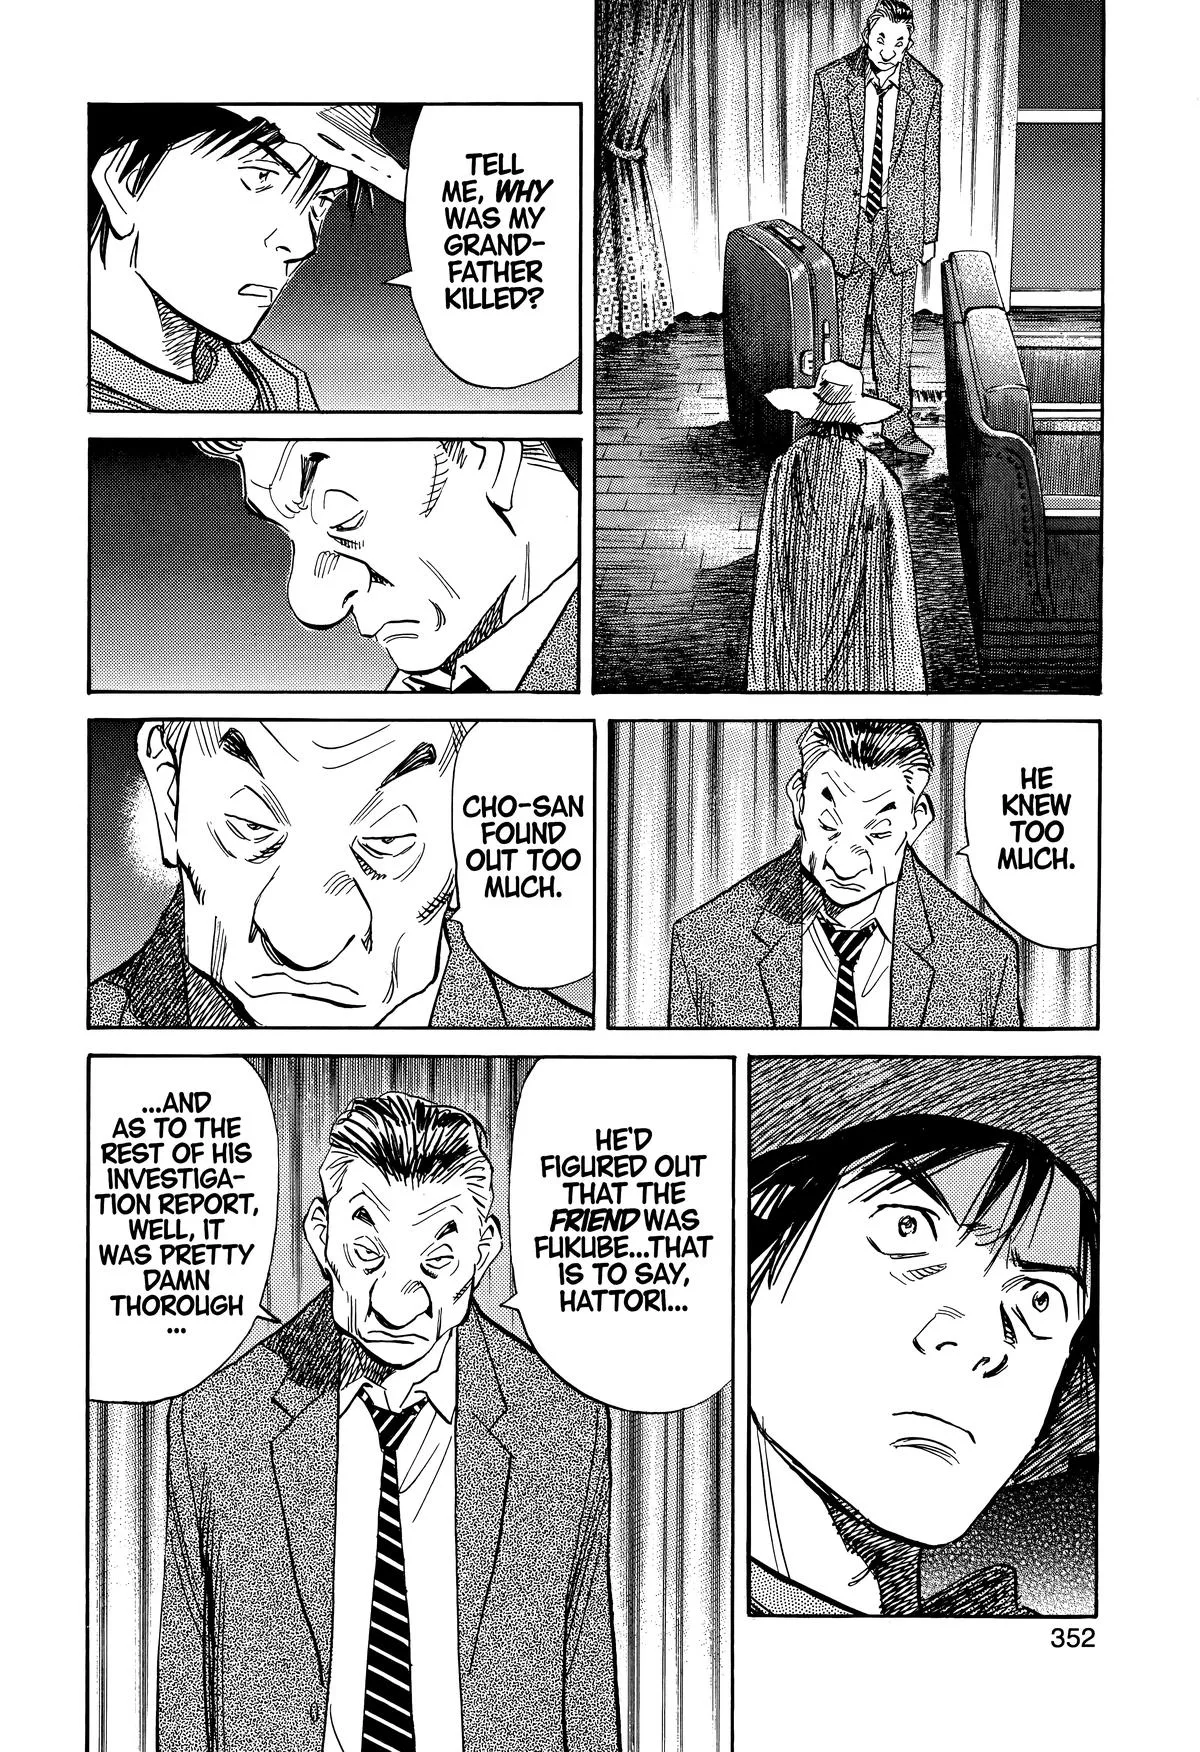 TELL
ME, WHY
WAS MY
GRAND-
FATHER
KILLED?
HE
KNEW
TOO
MUCH.
CHO-SAN
FOUND
OUT TOO
MUCH.
HE'D
FIGURED OUT
THAT THE
FRIEND WAS
FUKUBE...THAT
IS TO SAY,
HATTORI...
...AND
AS TO THE
REST OF HIS
INVESTIGA-
TION REPORT,
WELL, IT
WAS PRETTY
DAMN
THOROUGH
...
352